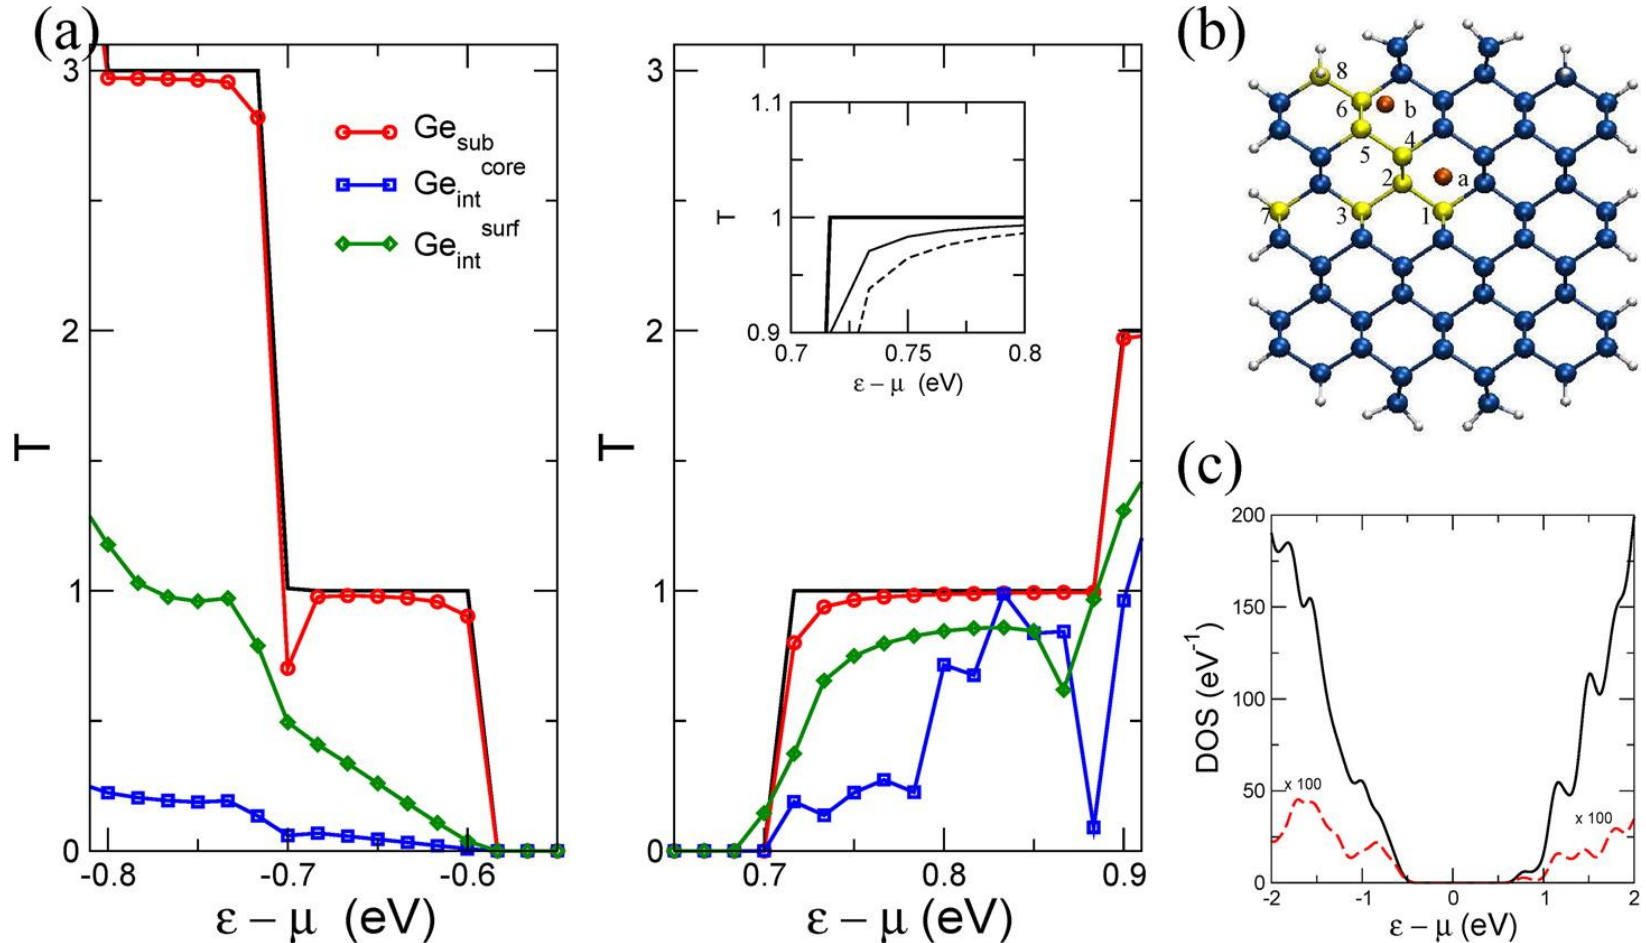 (a)
T
3
2
1
0
-0.8
-0.7
-0.6
ε – μ (eV)
Ge_sub
Ge_int^core
Ge_int^surf
T
3
2
1
0
0.7
0.8
0.9
ε – μ (eV)
T
1.1
1
0.9
0.7
0.75
0.8
ε – μ (eV)
(b)
8
6
b
4
5
2
a
7
3
1
(c)
DOS (eV⁻¹)
200
150
100
50
0
x 100
x 100
-2
-1
0
1
2
ε – μ (eV)